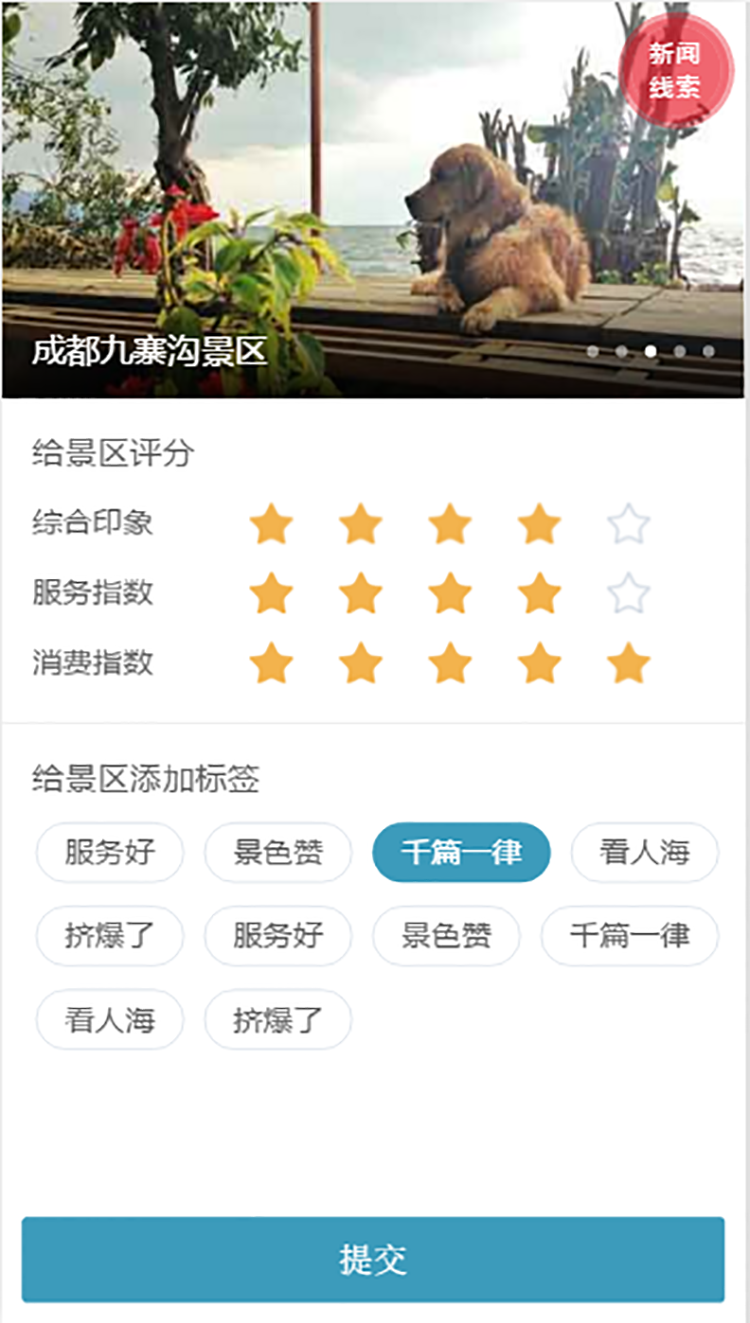 新闻
线索
成都九寨沟景区
给景区评分
综合印象
服务指数
消费指数
给景区添加标签
服务好 景色赞 千篇一律 看人海
挤爆了 服务好 景色赞 千篇一律
看人海 挤爆了
提交